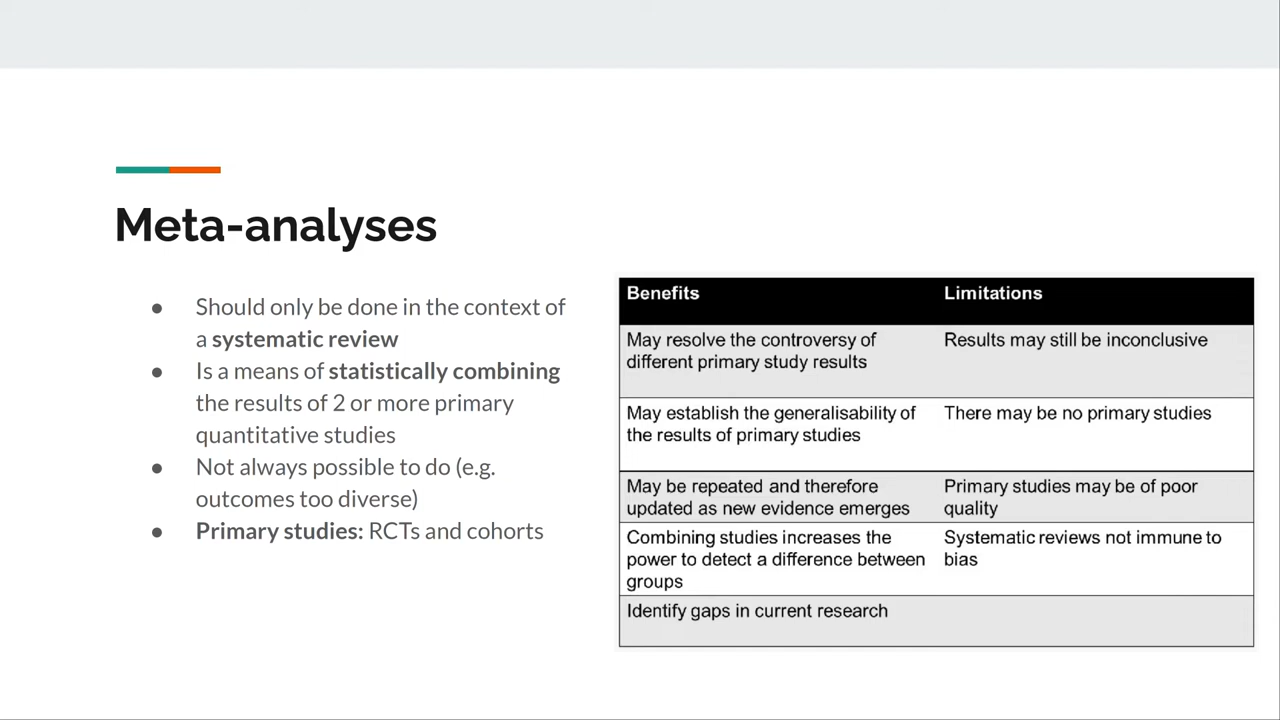 Meta-analyses
Should only be done in the context of
a systematic review
Is a means of statistically combining
the results of 2 or more primary
quantitative studies
Not always possible to do (e.g.
outcomes too diverse)
Primary studies: RCTs and cohorts
Benefits
Limitations
May resolve the controversy of
different primary study results
Results may still be inconclusive
May establish the generalisability of
the results of primary studies
There may be no primary studies
May be repeated and therefore
updated as new evidence emerges
Primary studies may be of poor
quality
Combining studies increases the
power to detect a difference between
groups
Systematic reviews not immune to
bias
Identify gaps in current research